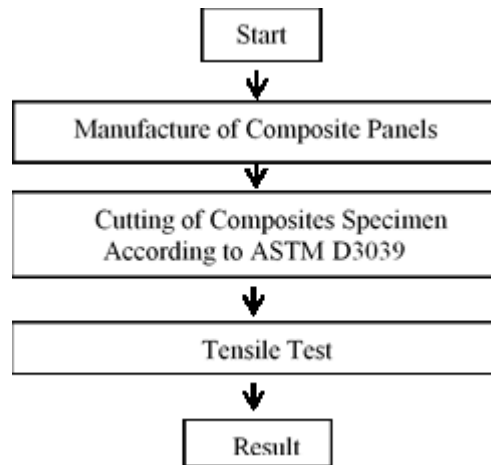 Start
Manufacture of Composite Panels
Cutting of Composites Specimen
According to ASTM D3039
Tensile Test
Result